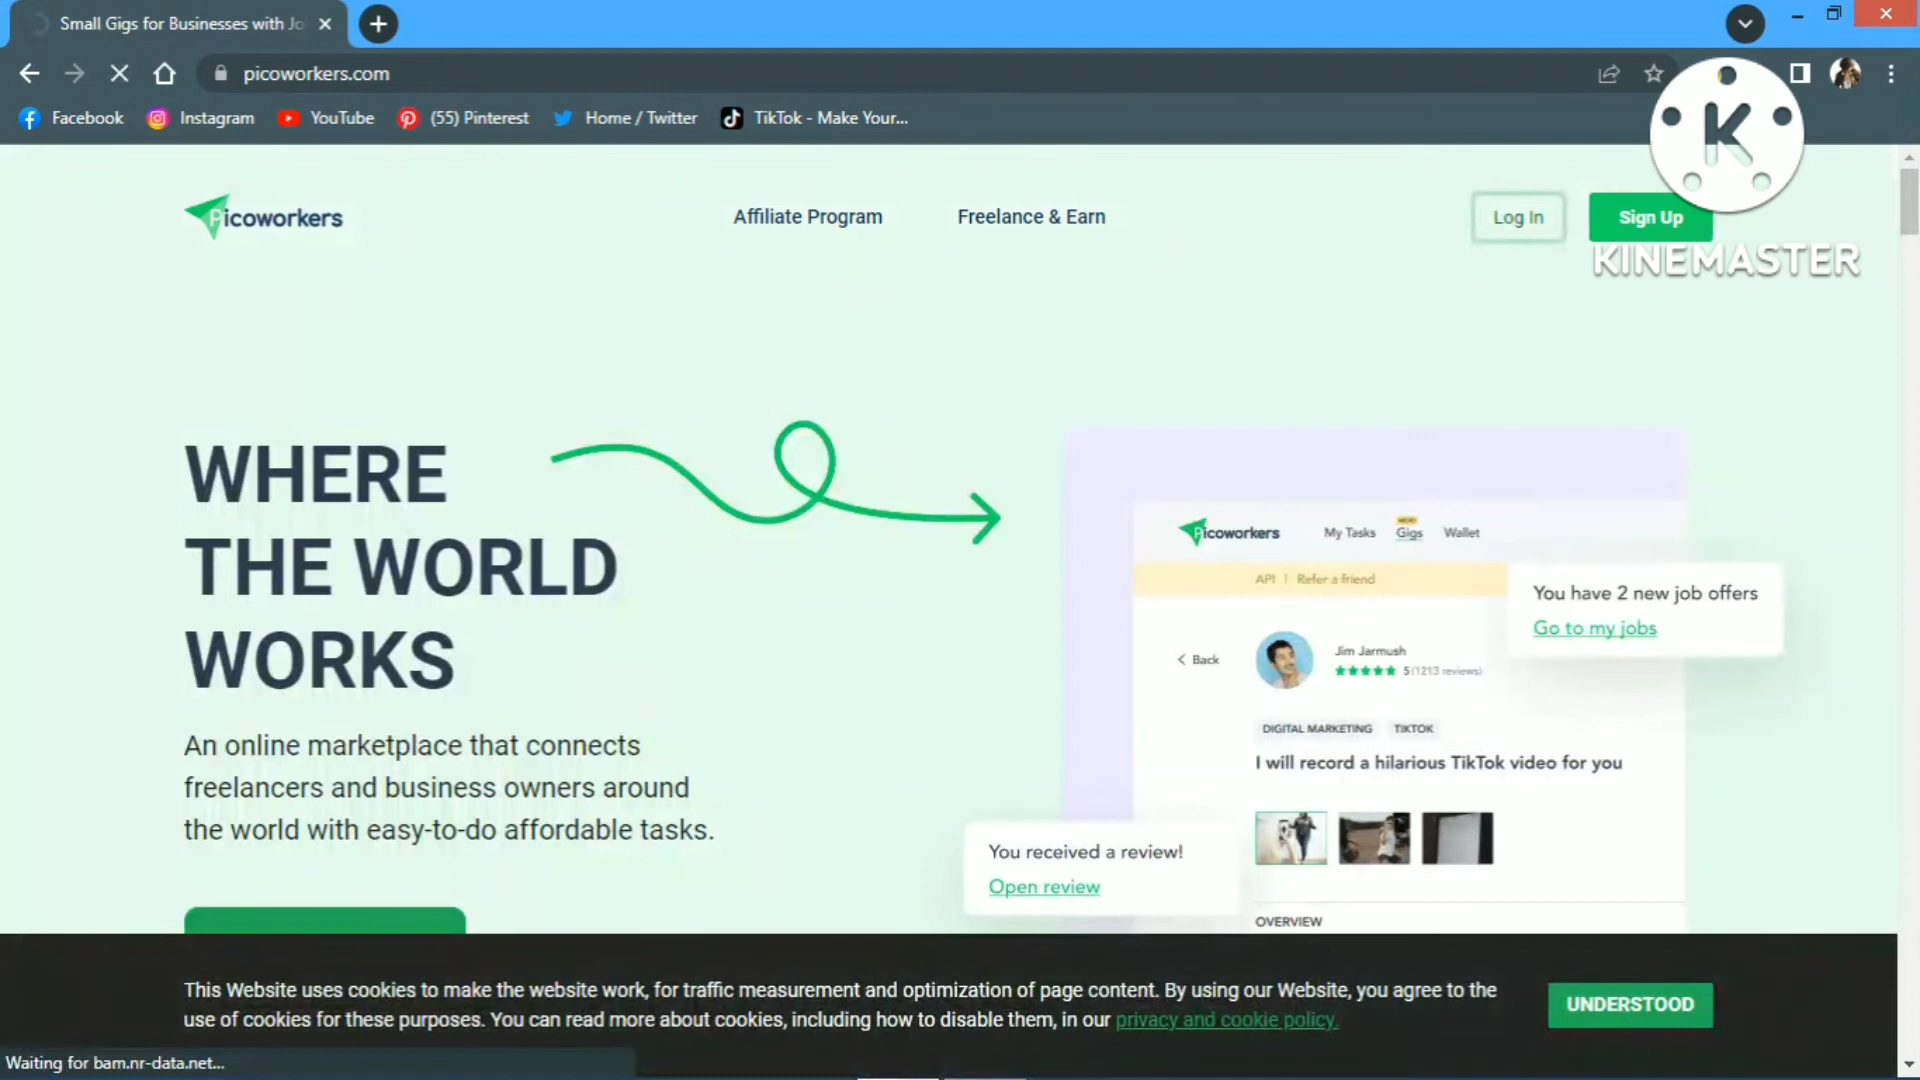 Small Gigs for Businesses with Jo
picoworkers.com
Facebook
Instagram
YouTube
(55) Pinterest
Home / Twitter
TikTok - Make Your...
K
KINEMASTER
Picoworkers
Affiliate Program
Freelance & Earn
Log In
Sign Up
WHERE
THE WORLD
WORKS
An online marketplace that connects
freelancers and business owners around
the world with easy-to-do affordable tasks.
Picoworkers
My Tasks
Gigs
Wallet
API | Refer a friend
You have 2 new job offers
Go to my jobs
Back
Jim Jarmush
5 (1213 reviews)
DIGITAL MARKETING
TIKTOK
I will record a hilarious TikTok video for you
You received a review!
Open review
OVERVIEW
This Website uses cookies to make the website work, for traffic measurement and optimization of page content. By using our Website, you agree to the
use of cookies for these purposes. You can read more about cookies, including how to disable them, in our privacy and cookie policy.
UNDERSTOOD
Waiting for bam.nr-data.net...